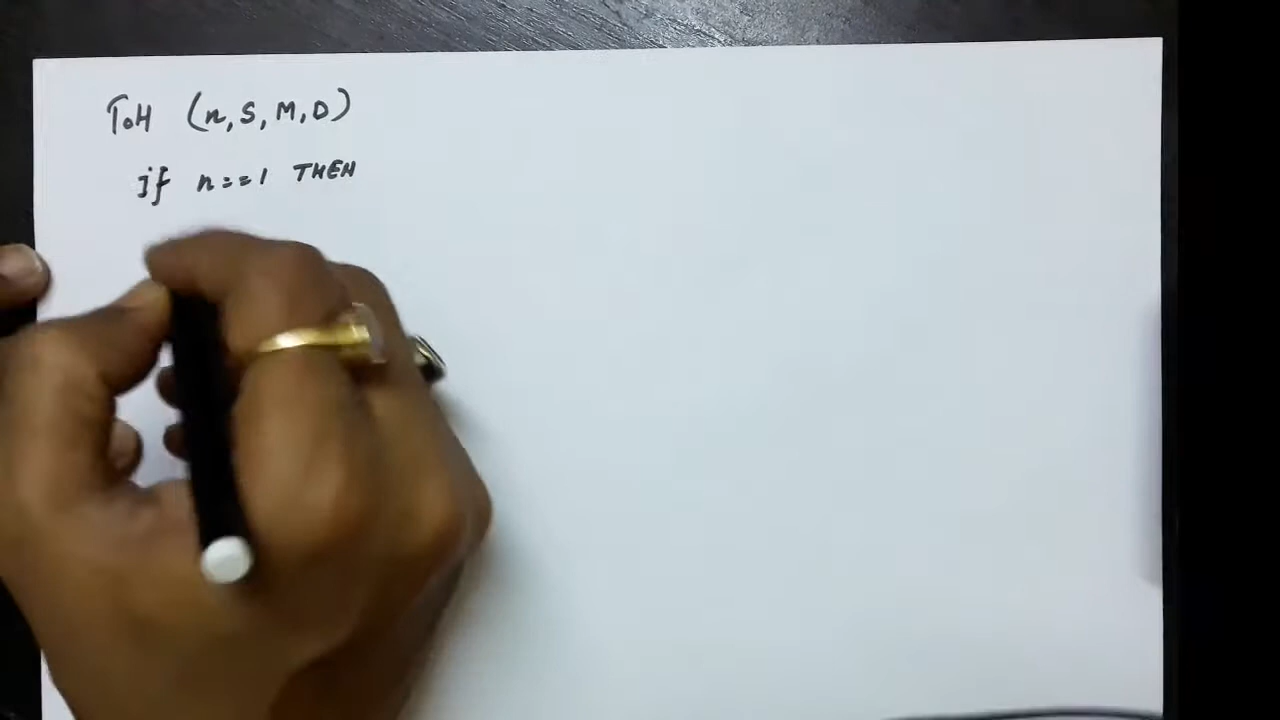 ToH (n, S, M, D)
if n==1 THEN